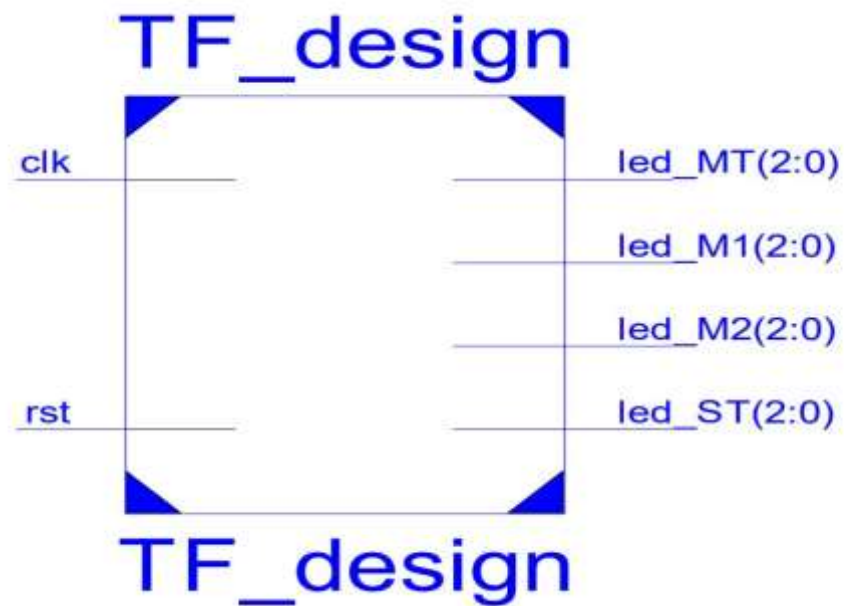 TF_design
clk
led_MT(2:0)
led_M1(2:0)
led_M2(2:0)
rst
led_ST(2:0)
TF_design